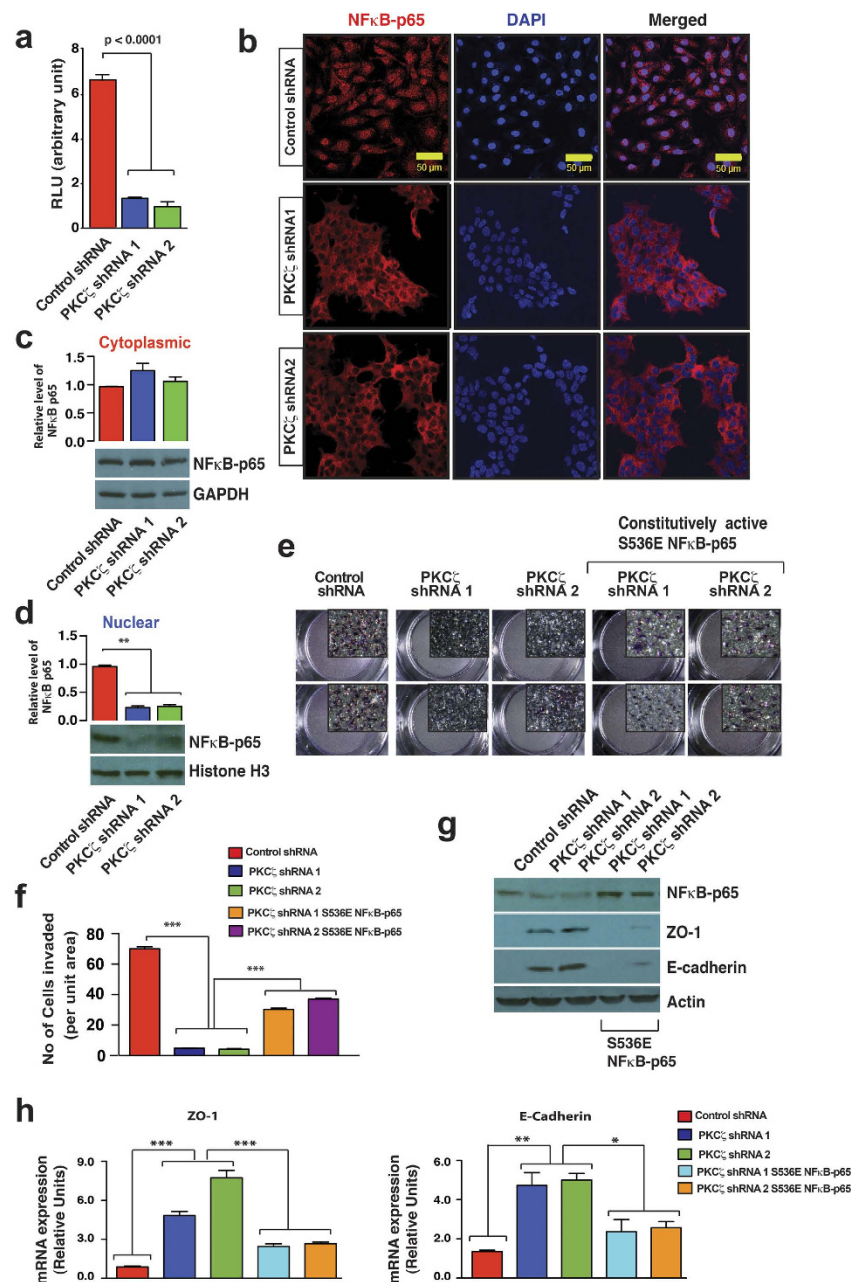 a
p < 0.0001
8
6
4
2
0
RLU (arbitrary unit)
Control shRNA
PKCζ shRNA 1
PKCζ shRNA 2
b
NFκB-p65
DAPI
Merged
Control shRNA
PKCζ shRNA1
PKCζ shRNA2
50 µm
50 µm
50 µm
c
Cytoplasmic
1.5
1.0
0.5
0.0
Relative level of
NFκB p65
NFκB-p65
GAPDH
Control shRNA
PKCζ shRNA 1
PKCζ shRNA 2
d
Nuclear
1.5
1.0
0.5
0.0
**
Relative level of
NFκB p65
NFκB-p65
Histone H3
Control shRNA
PKCζ shRNA 1
PKCζ shRNA 2
e
Constitutively active
S536E NFκB-p65
Control
shRNA
PKCζ
shRNA 1
PKCζ
shRNA 2
PKCζ
shRNA 1
PKCζ
shRNA 2
f
Control shRNA
PKCζ shRNA 1
PKCζ shRNA 2
PKCζ shRNA 1 S536E NFκB-p65
PKCζ shRNA 2 S536E NFκB-p65
80
60
40
20
0
***
***
No of Cells invaded
(per unit area)
g
Control shRNA
PKCζ shRNA 1
PKCζ shRNA 2
PKCζ shRNA 1
PKCζ shRNA 2
NFκB-p65
ZO-1
E-cadherin
Actin
S536E
NFκB-p65
h
ZO-1
9.0
6.0
3.0
0.0
***
***
mRNA expression
(Relative Units)
E-Cadherin
6.0
4.0
2.0
0.0
**
*
mRNA expression
(Relative Units)
Control shRNA
PKCζ shRNA 1
PKCζ shRNA 2
PKCζ shRNA 1 S536E NFκB-p65
PKCζ shRNA 2 S536E NFκB-p65